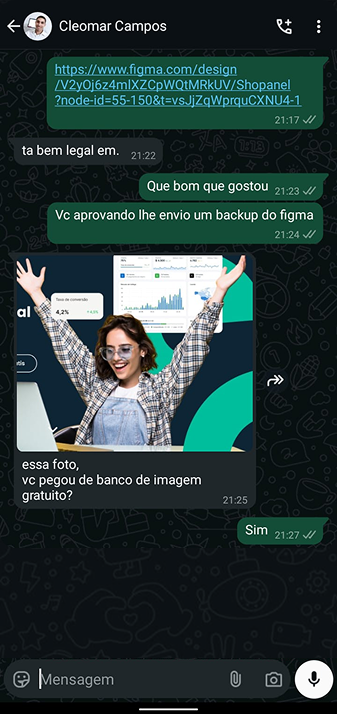 Cleomar Campos
https://www.figma.com/design
/V2yOj6z4mlXZCpWQtMRkUV/Shopanel
?node-id=55-150&t=vsJjZqWprquCXNU4-1
21:17
ta bem legal em.
21:22
Que bom que gostou
21:23
Vc aprovando lhe envio um backup do figma
21:24
Taxa de conversão
4,2%
al
essa foto,
vc pegou de banco de imagem
gratuito?
21:25
Sim
21:27
Mensagem